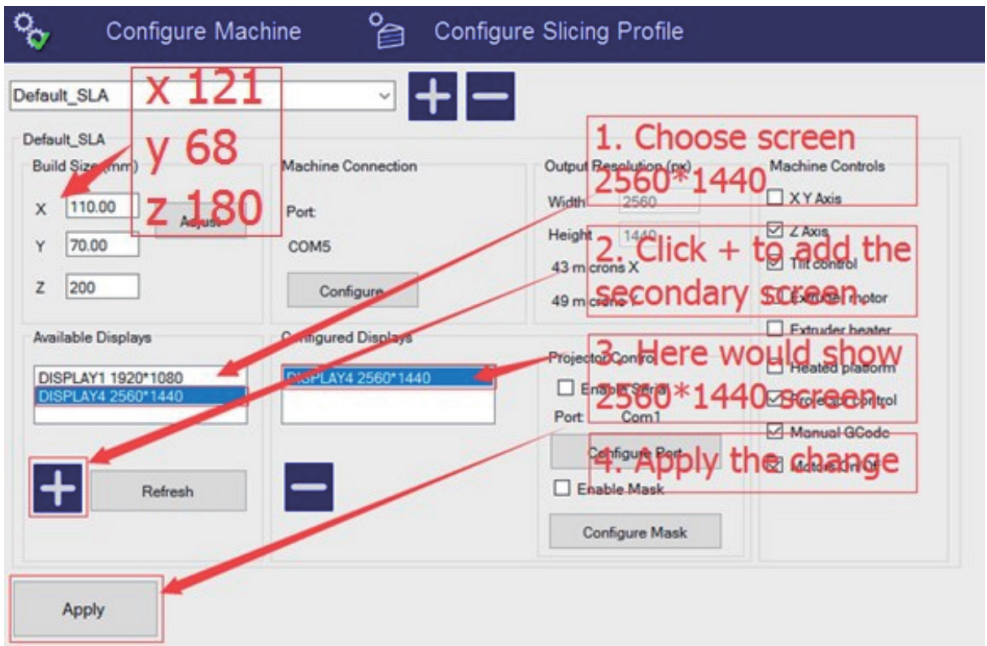 Configure Machine
Configure Slicing Profile
Default_SLA
x 121
y 68
z 180
Default_SLA
Build Size (mm)
X 110.00
Adjust
Y 70.00
Z 200
Machine Connection
Port:
COM5
Configure
Output Resolution (px)
Width 2560
Height 1440
43 microns X
49 microns Y
Machine Controls
X Y Axis
Z Axis
Tilt control
Extruder motor
Extruder heater
Heated platform
Projector control
Manual GCode
Motors On/Off
1. Choose screen
2560*1440
2. Click + to add the
secondary screen.
3. Here would show
2560*1440 screen.
4. Apply the change
Available Displays
DISPLAY1 1920*1080
DISPLAY4 2560*1440
Refresh
Configured Displays
DISPLAY4 2560*1440
Projector Control
Enable Serial
Port: Com1
Configure Port
Enable Mask
Configure Mask
Apply